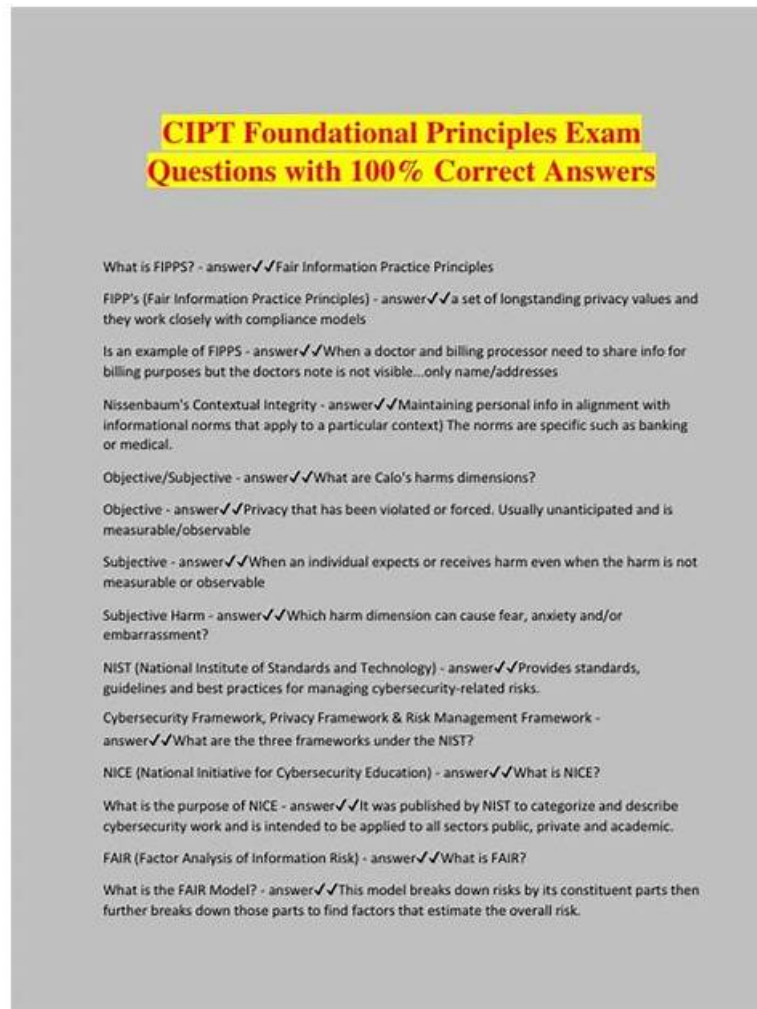 CIPT Foundational Principles Exam
Questions with 100% Correct Answers
What is FIPPS? - answer✓✓Fair Information Practice Principles
FIPP's (Fair Information Practice Principles) - answer✓✓a set of longstanding privacy values and
they work closely with compliance models
Is an example of FIPPS - answer✓✓When a doctor and billing processor need to share info for
billing purposes but the doctors note is not visible...only name/addresses
Nissenbaum's Contextual Integrity - answer✓✓Maintaining personal info in alignment with
informational norms that apply to a particular context) The norms are specific such as banking
or medical.
Objective/Subjective - answer✓✓What are Calo's harms dimensions?
Objective - answer✓✓Privacy that has been violated or forced. Usually unanticipated and is
measurable/observable
Subjective - answer✓✓When an individual expects or receives harm even when the harm is not
measurable or observable
Subjective Harm - answer✓✓Which harm dimension can cause fear, anxiety and/or
embarrassment?
NIST (National Institute of Standards and Technology) - answer✓✓Provides standards,
guidelines and best practices for managing cybersecurity-related risks.
Cybersecurity Framework, Privacy Framework & Risk Management Framework -
answer✓✓What are the three frameworks under the NIST?
NICE (National Initiative for Cybersecurity Education) - answer✓✓What is NICE?
What is the purpose of NICE - answer✓✓It was published by NIST to categorize and describe
cybersecurity work and is intended to be applied to all sectors public, private and academic.
FAIR (Factor Analysis of Information Risk) - answer✓✓What is FAIR?
What is the FAIR Model? - answer✓✓This model breaks down risks by its constituent parts then
further breaks down those parts to find factors that estimate the overall risk.